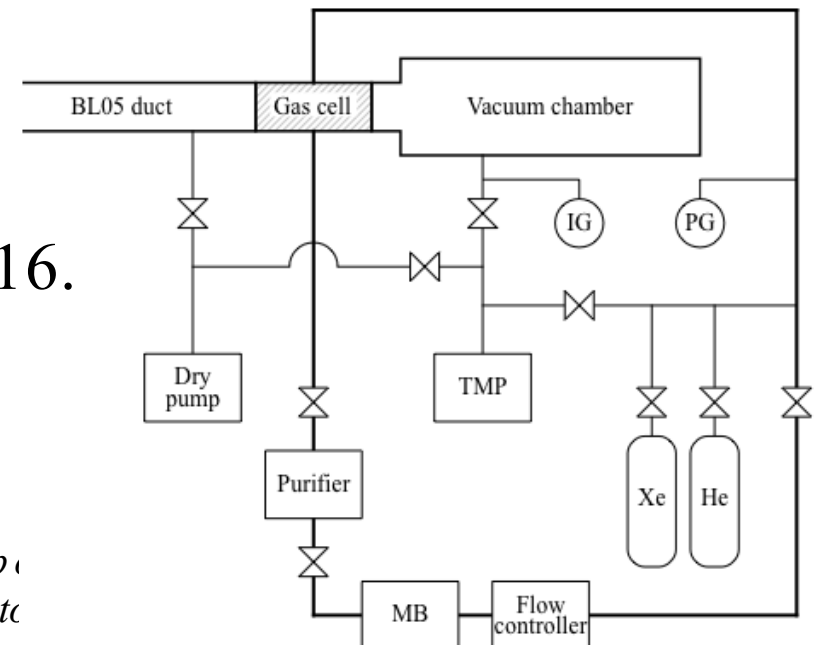 BL05 duct
Gas cell
Vacuum chamber
IG
PG
16.
Dry
pump
TMP
Purifier
Xe
He
MB
Flow
controller